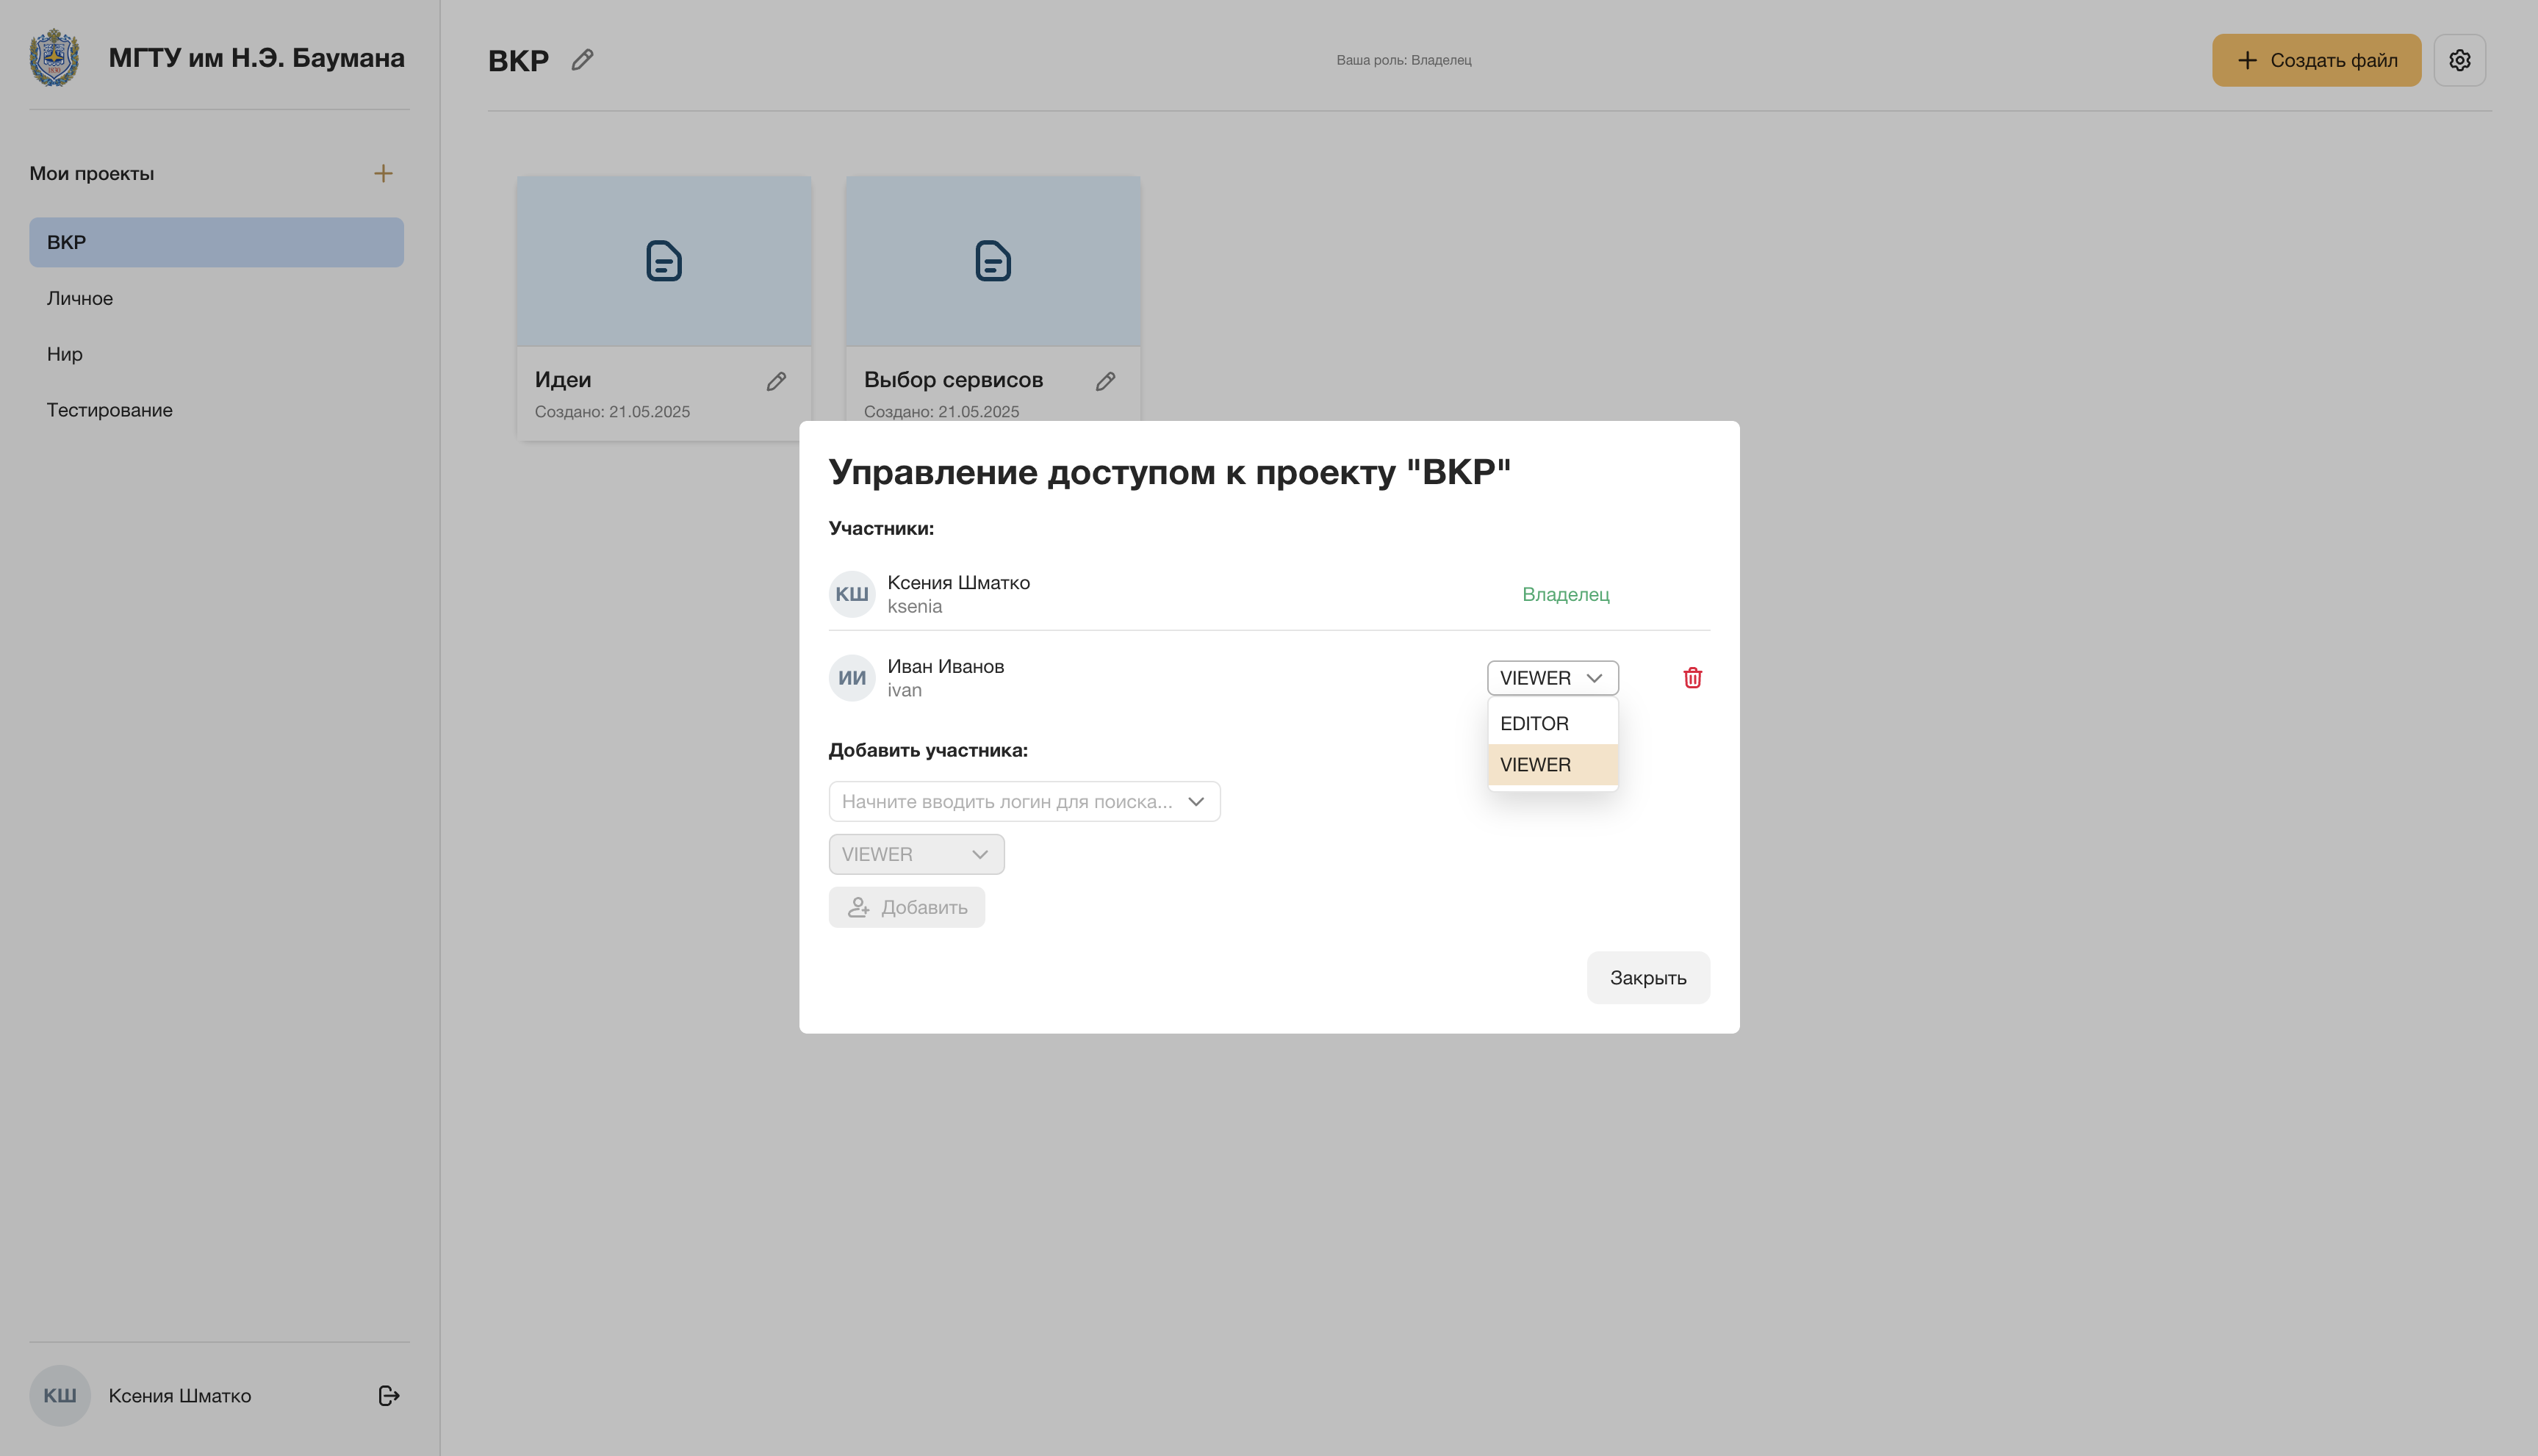 МГТУ им Н.Э. Баумана
Мои проекты
ВКР
Личное
Нир
Тестирование
КШ
Ксения Шматко
ВКР
Ваша роль: Владелец
Создать файл
Идеи
Создано: 21.05.2025
Выбор сервисов
Создано: 21.05.2025
Управление доступом к проекту "ВКР"
Участники:
КШ
Ксения Шматко
ksenia
Владелец
ИИ
Иван Иванов
ivan
VIEWER
EDITOR
VIEWER
Добавить участника:
Начните вводить логин для поиска...
VIEWER
Добавить
Закрыть